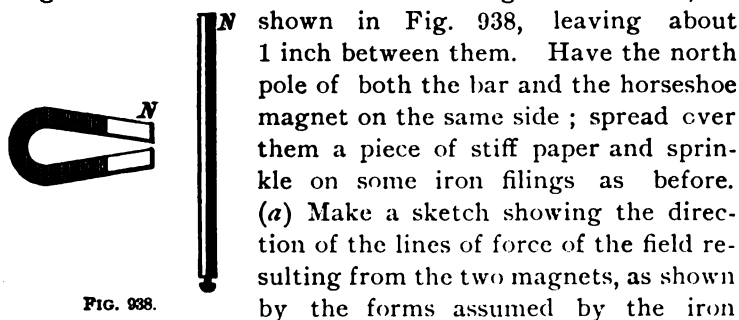 shown in Fig. 938, leaving about
1 inch between them. Have the north
pole of both the bar and the horseshoe
magnet on the same side ; spread over
them a piece of stiff paper and sprin-
kle on some iron filings as before.
(a) Make a sketch showing the direc-
tion of the lines of force of the field re-
sulting from the two magnets, as shown
by the forms assumed by the iron
N
N
FIG. 938.